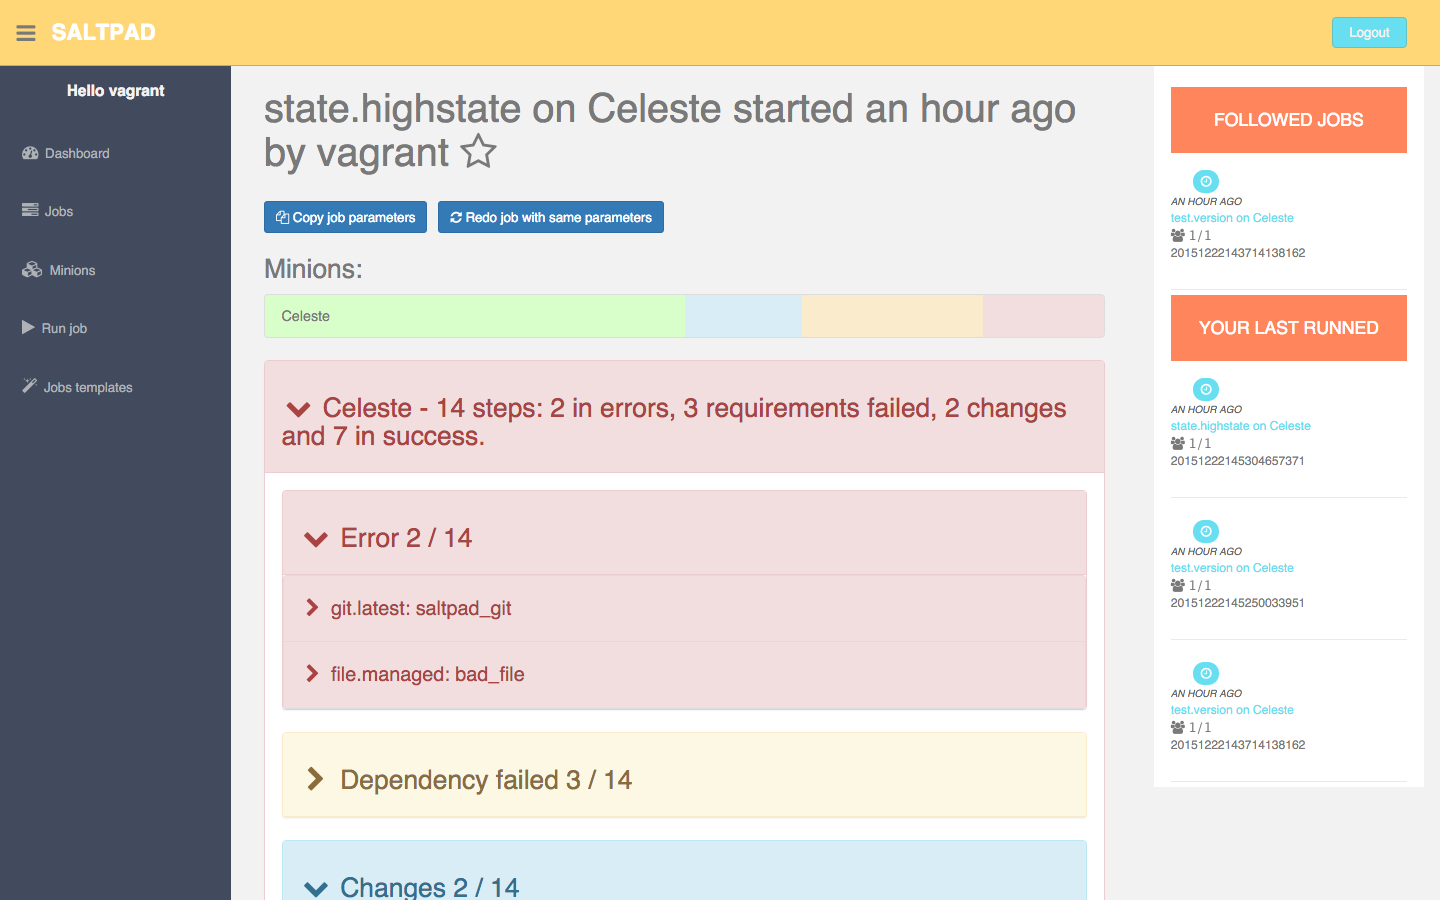 SALTPAD
Logout
Hello vagrant
Dashboard
Jobs
Minions
Run job
Jobs templates
state.highstate on Celeste started an hour ago
by vagrant
Copy job parameters
Redo job with same parameters
Minions:
Celeste
Celeste - 14 steps: 2 in errors, 3 requirements failed, 2 changes
and 7 in success.
Error 2 / 14
git.latest: saltpad_git
file.managed: bad_file
Dependency failed 3 / 14
Changes 2 / 14
FOLLOWED JOBS
AN HOUR AGO
test.version on Celeste
1/1
20151222143714138162
YOUR LAST RUNNED
AN HOUR AGO
state.highstate on Celeste
1/1
20151222145304657371
AN HOUR AGO
test.version on Celeste
1/1
20151222145250033951
AN HOUR AGO
test.version on Celeste
1/1
20151222143714138162